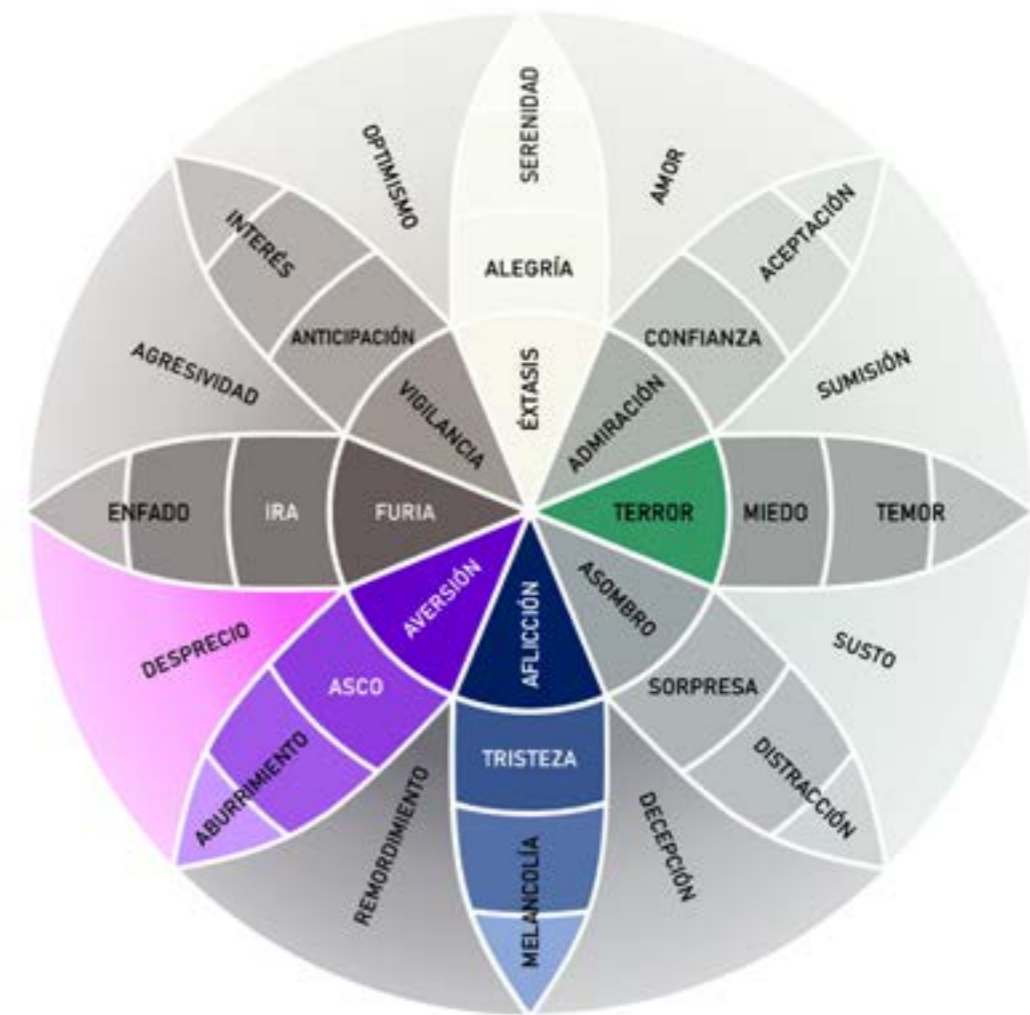 SERENIDAD
OPTIMISMO
AMOR
INTERÉS
ALEGRÍA
ACEPTACIÓN
ANTICIPACIÓN
CONFIANZA
AGRESIVIDAD
VIGILANCIA
ÉXTASIS
ADMIRACIÓN
SUMISIÓN
ENFADO
IRA
FURIA
TERROR
MIEDO
TEMOR
DESPRECIO
AVERSIÓN
AFLICCIÓN
ASOMBRO
SUSTO
ASCO
SORPRESA
ABURRIMIENTO
REMORDIMIENTO
TRISTEZA
DECEPCIÓN
DISTRACCIÓN
MELANCOLÍA